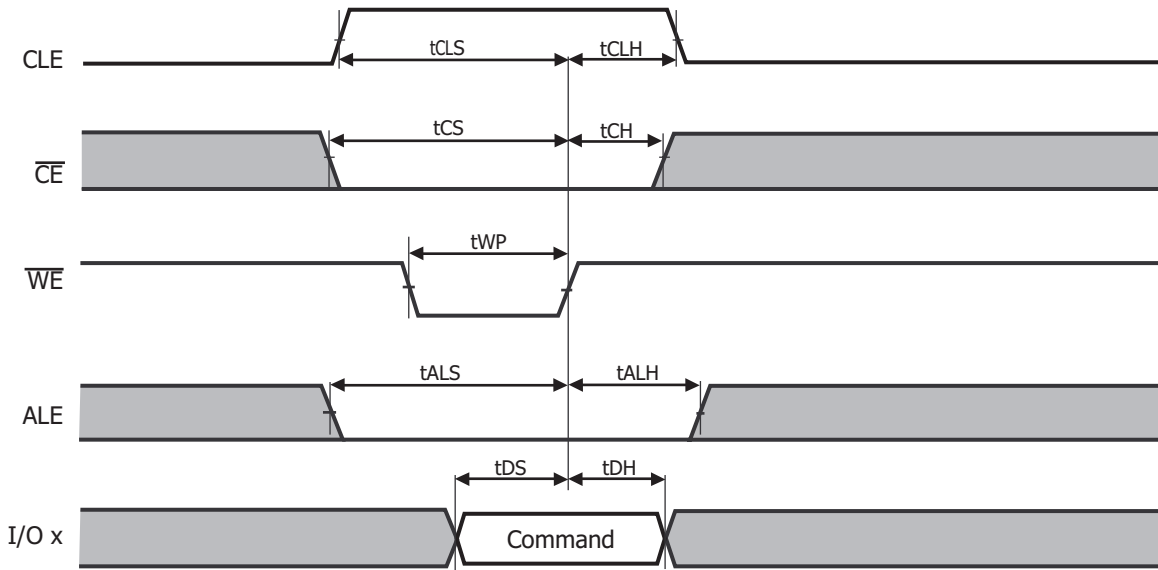 CLE
tCLS
tCLH
CE
tCS
tCH
WE
tWP
ALE
tALS
tALH
tDS
tDH
I/O x
Command